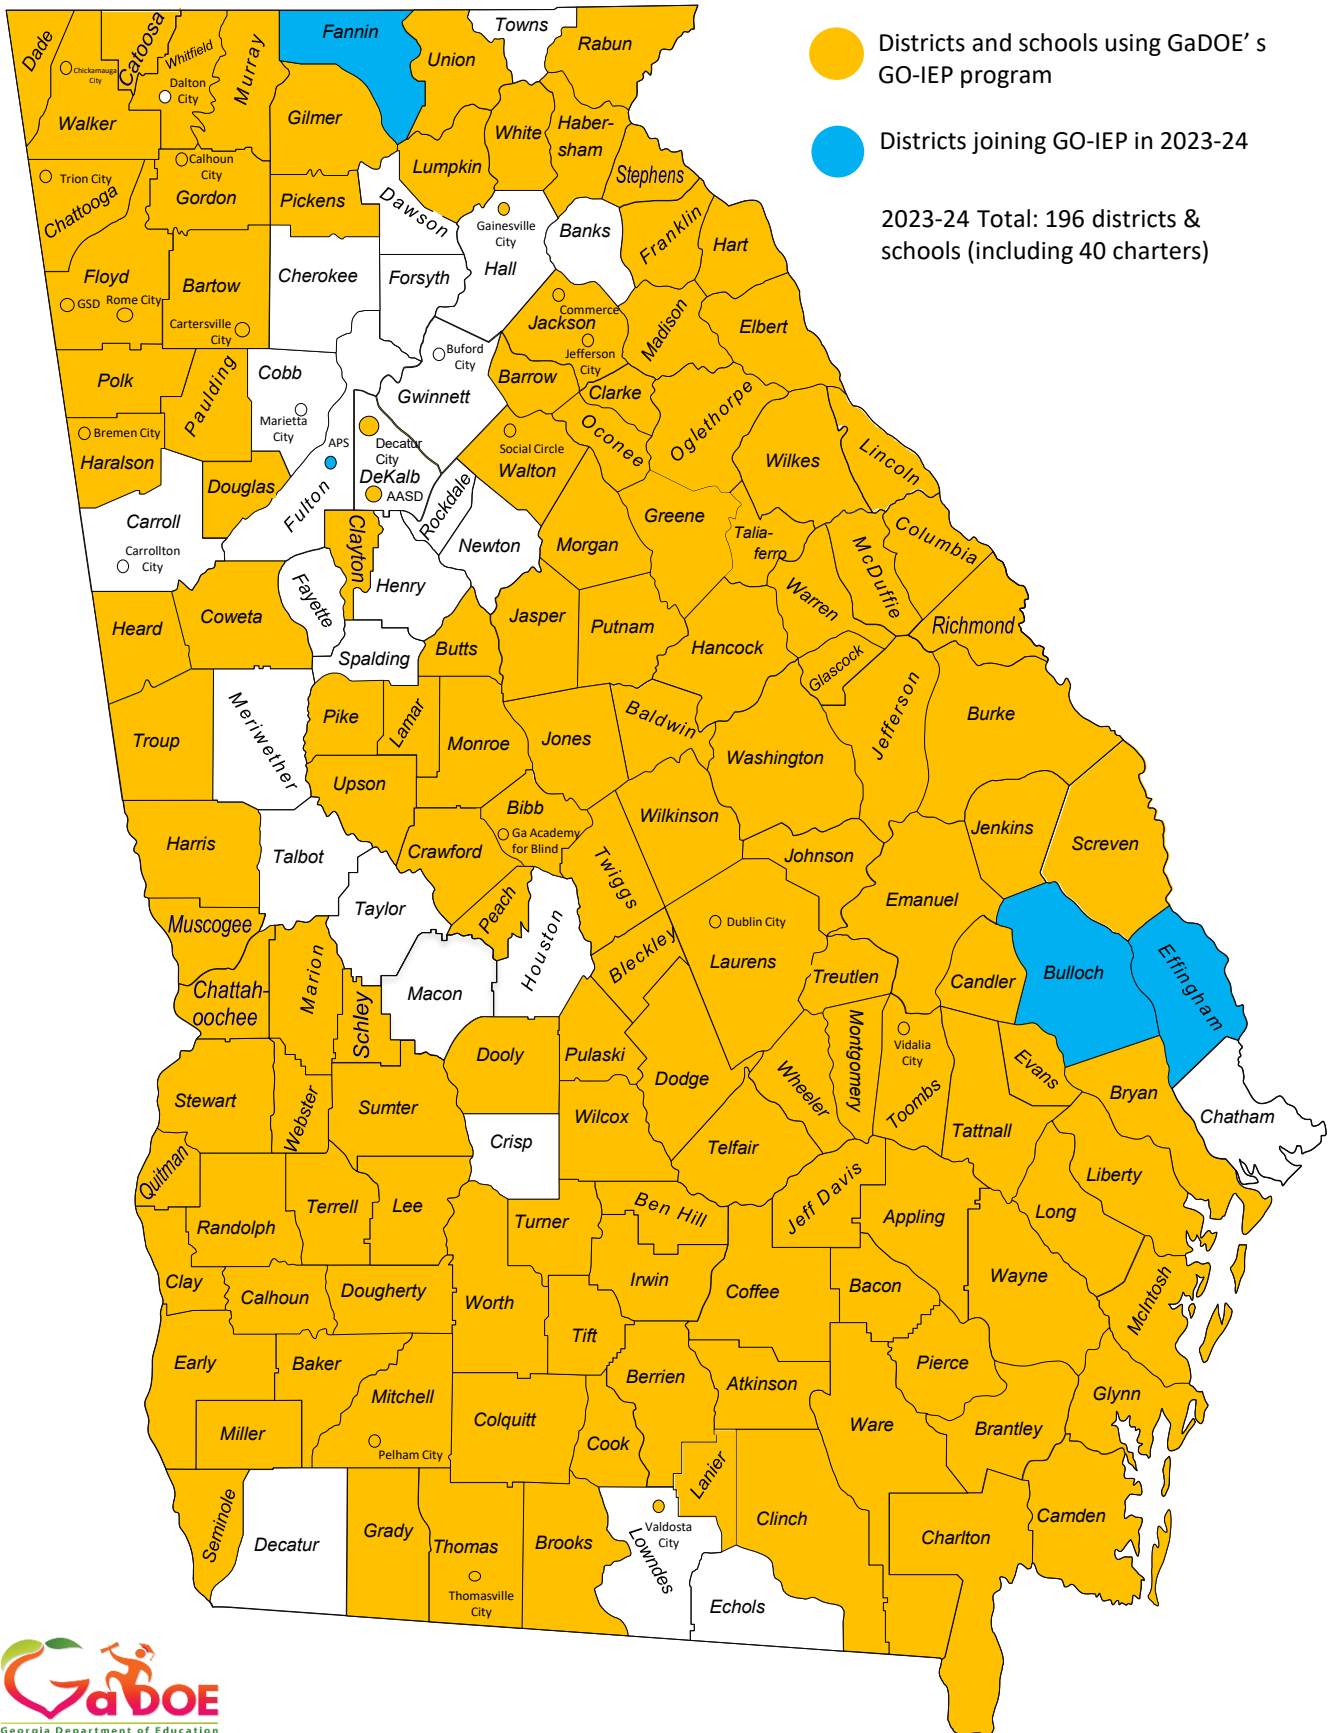 Districts and schools using GaDOE' s
GO-IEP program
Districts joining GO-IEP in 2023-24
2023-24 Total: 196 districts &
schools (including 40 charters)
Dade
Chickamauga
City
Catoosa
Whitfield
Dalton
City
Murray
Fannin
Union
Towns
Rabun
Walker
Gilmer
White
Haber-
sham
Lumpkin
Stephens
Trion City
Chattooga
Calhoun
City
Gordon
Pickens
Dawson
Gainesville
City
Hall
Banks
Franklin
Hart
Floyd
GSD
Rome City
Bartow
Cartersville
City
Cherokee
Forsyth
Commerce
Jackson
Jefferson
City
Madison
Elbert
Polk
Paulding
Cobb
Marietta
City
Buford
City
Gwinnett
Barrow
Clarke
Oconee
Oglethorpe
Bremen City
Haralson
Douglas
APS
Fulton
Decatur
City
DeKalb
AASD
Rockdale
Social Circle
Walton
Wilkes
Lincoln
Carroll
Carrollton
City
Clayton
Newton
Morgan
Greene
Talia-
ferro
McDuffie
Columbia
Heard
Coweta
Fayette
Henry
Spalding
Butts
Jasper
Putnam
Hancock
Warren
Glascock
Richmond
Troup
Meriwether
Pike
Lamar
Monroe
Jones
Baldwin
Washington
Jefferson
Burke
Upson
Bibb
Ga Academy
for Blind
Wilkinson
Jenkins
Screven
Harris
Talbot
Crawford
Twiggs
Johnson
Emanuel
Muscogee
Taylor
Peach
Houston
Bleckley
Dublin City
Laurens
Treutlen
Candler
Bulloch
Effingham
Chattah-
oochee
Marion
Schley
Macon
Dooly
Pulaski
Dodge
Wheeler
Montgomery
Vidalia
City
Toombs
Evans
Bryan
Chatham
Stewart
Webster
Sumter
Crisp
Wilcox
Telfair
Tattnall
Quitman
Randolph
Terrell
Lee
Turner
Ben Hill
Jeff Davis
Appling
Long
Liberty
Clay
Calhoun
Dougherty
Worth
Irwin
Coffee
Bacon
Wayne
McIntosh
Tift
Early
Baker
Mitchell
Berrien
Atkinson
Pierce
Glynn
Miller
Pelham City
Colquitt
Cook
Lanier
Ware
Brantley
Seminole
Decatur
Grady
Thomas
Thomasville
City
Brooks
Valdosta
City
Lowndes
Echols
Clinch
Charlton
Camden
GaDOE
Georgia Department of Education